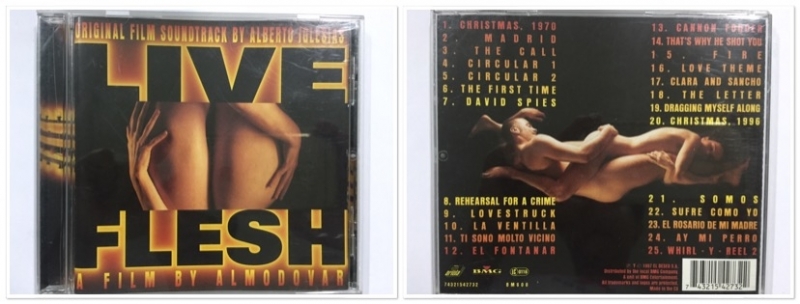 ORIGINAL FILM SOUNDTRACK BY ALBERTO IGLESIAS
LIVE
FLESH
A FILM BY ALMODOVAR
1. CHRISTMAS, 1970
2 MADRID
3. THE CALL
4. CIRCULAR 1
5. CIRCULAR 2
6. THE FIRST TIME
7. DAVID SPIES
8. REHEARSAL FOR A CRIME
9. LOVESTRUCK
10. LA VENTILLA
11. TI SONO MOLTO VICINO
12. EL FONTANAR
13. CANNON FODDER
14. THAT'S WHY HE SHOT YOU
15. FIRE
16. LOVE THEME
17. CLARA AND SANCHO
18. THE LETTER
19. DRAGGING MYSELF ALONG
20. CHRISTMAS, 1996
21. SOMOS
22. SUFRE COMO YO
23. EL ROSARIO DE MI MADRE
24. AY MI PERRO
25. WHIRL-Y-REEL 2
BMG
74321542732